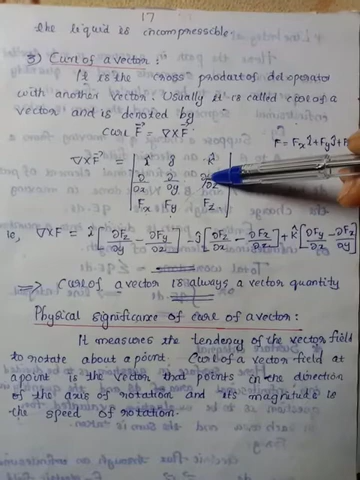 17
the liquid is incompressible.
3) Curl of a vector :
It is the cross product of del operator
with another vector. Usually it is called curl of a
vector and is denoted by
Curl F⃗ = ∇×F⃗
F = Fx î + Fy ĵ +
∇×F⃗ = | î ĵ k̂ |
| ∂/∂x ∂/∂y ∂/∂z |
| Fx Fy Fz |
ie, ∇×F = î [∂Fz/∂y − ∂Fy/∂z] − ĵ [∂Fz/∂x − ∂Fx/∂z] + k̂ [∂Fy/∂x − ∂Fx/∂y]
⇒ Curl of a vector is always a vector quantity
Physical significance of curl of a vector :
It measures the tendency of the vector field
to rotate about a point. Curl of a vector field at
a point is the vector that points in the direction
of the axis of rotation and its magnitude is
the speed of rotation.